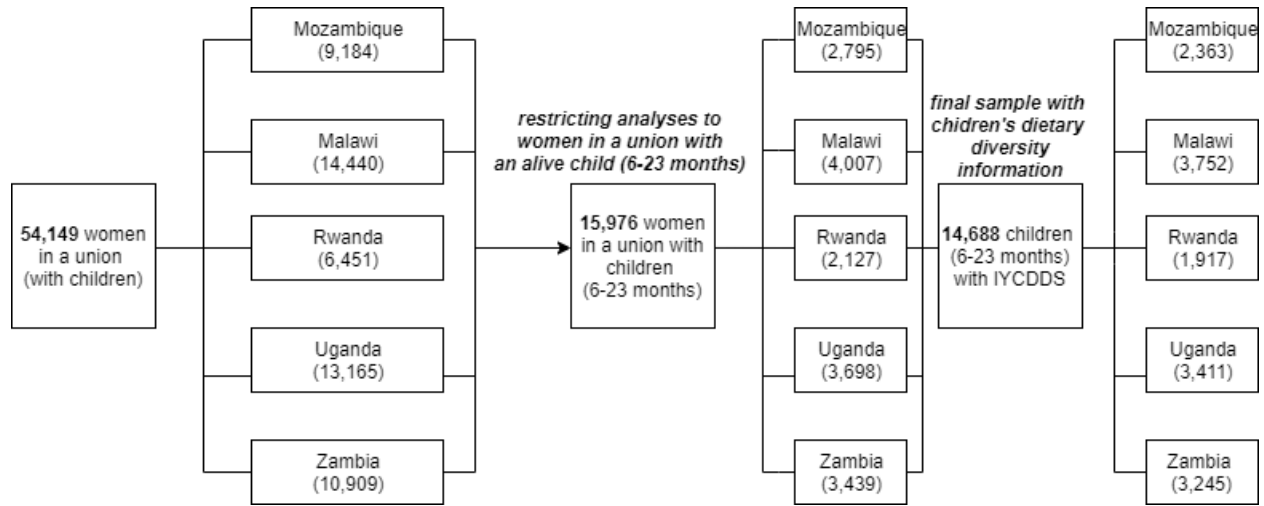 54,149 women
in a union
(with children)
Mozambique
(9,184)
Malawi
(14,440)
Rwanda
(6,451)
Uganda
(13,165)
Zambia
(10,909)
restricting analyses to
women in a union with
an alive child (6-23 months)
15,976 women
in a union with
children
(6-23 months)
Mozambique
(2,795)
Malawi
(4,007)
Rwanda
(2,127)
Uganda
(3,698)
Zambia
(3,439)
final sample with
chidren's dietary
diversity
information
14,688 children
(6-23 months)
with IYCDDS
Mozambique
(2,363)
Malawi
(3,752)
Rwanda
(1,917)
Uganda
(3,411)
Zambia
(3,245)